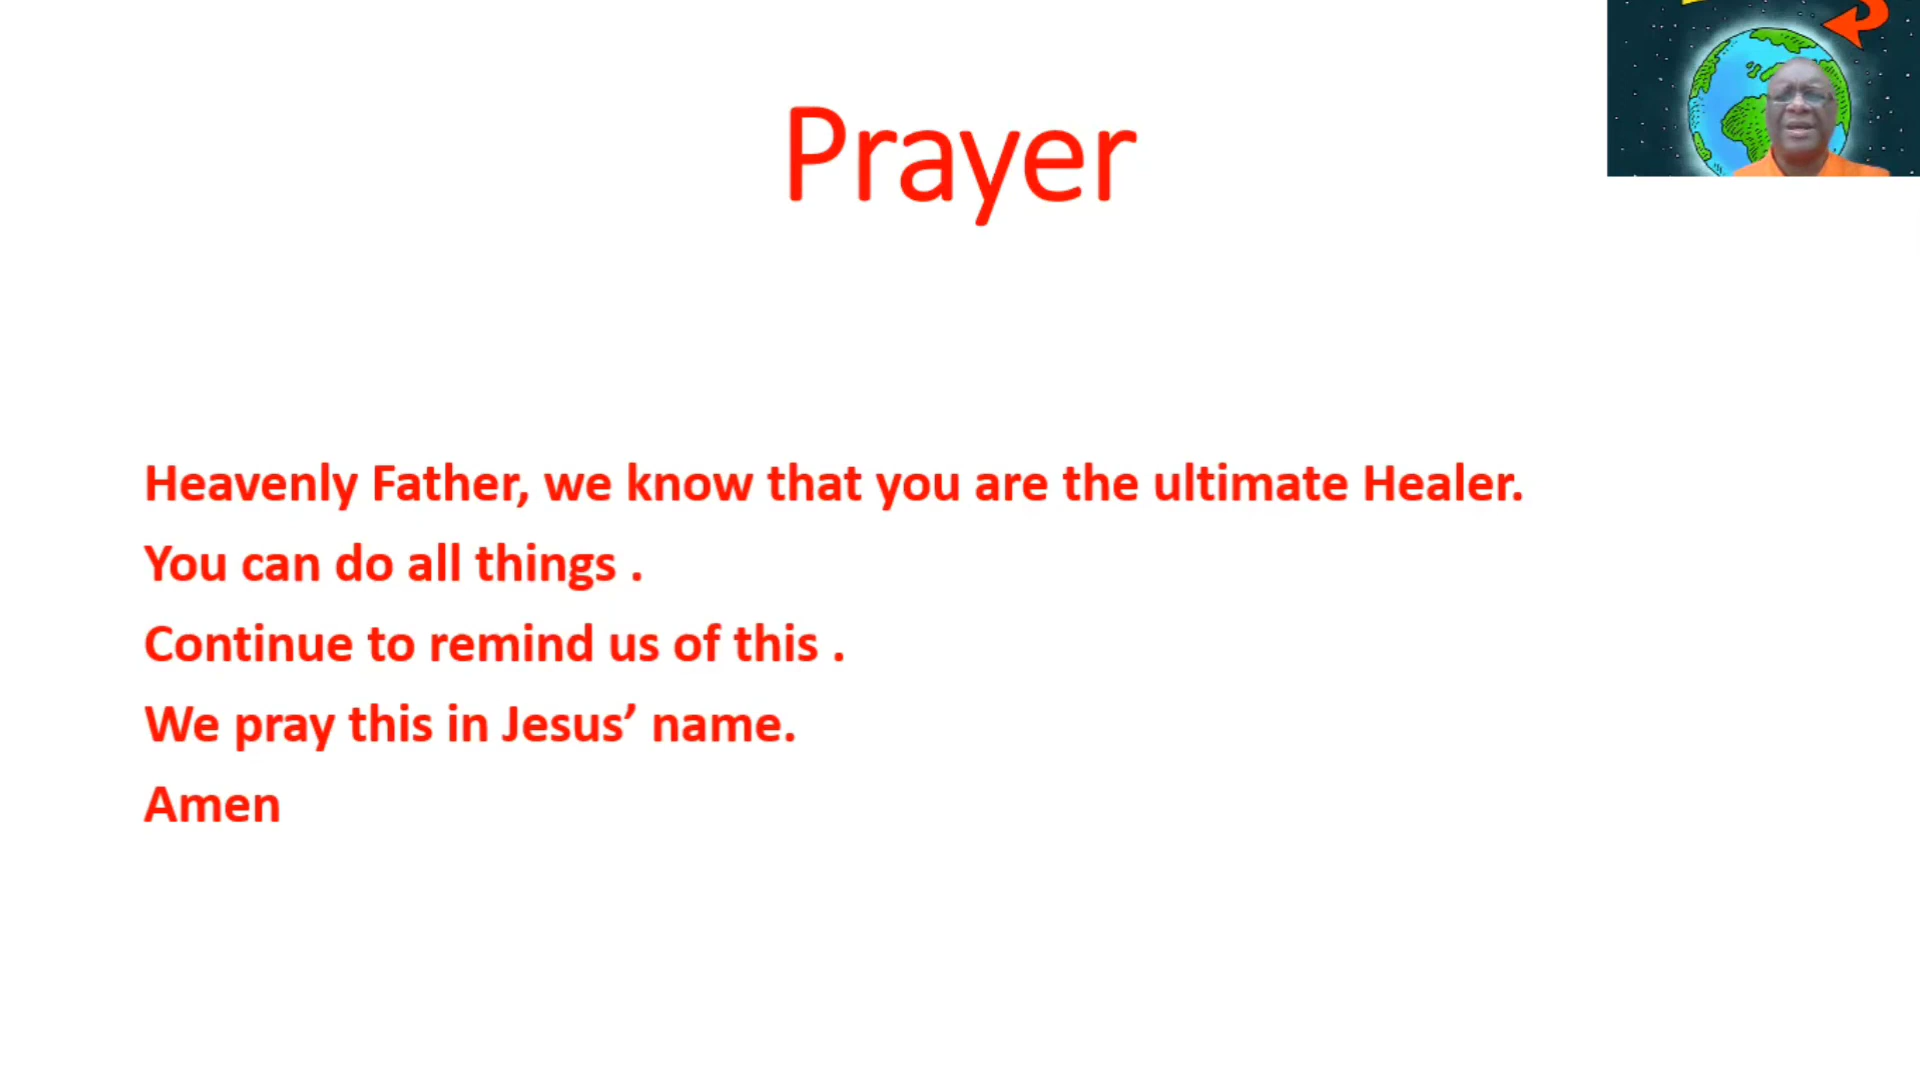 Prayer
Heavenly Father, we know that you are the ultimate Healer.
You can do all things .
Continue to remind us of this .
We pray this in Jesus’ name.
Amen